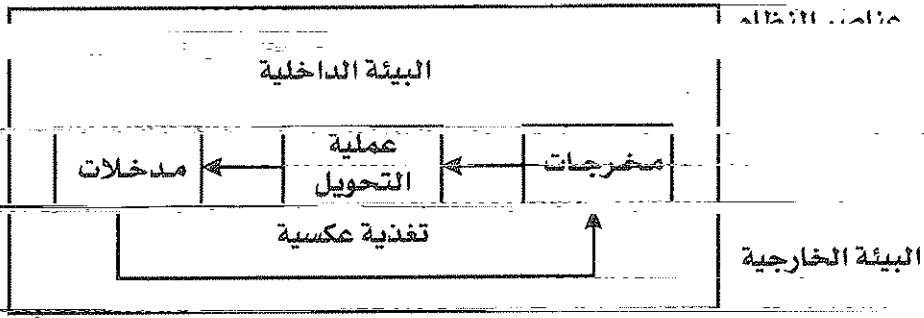 عناصر النظام
البيئة الداخلية
مخرجات
عملية
التحويل
مدخلات
تغذية عكسية
البيئة الخارجية